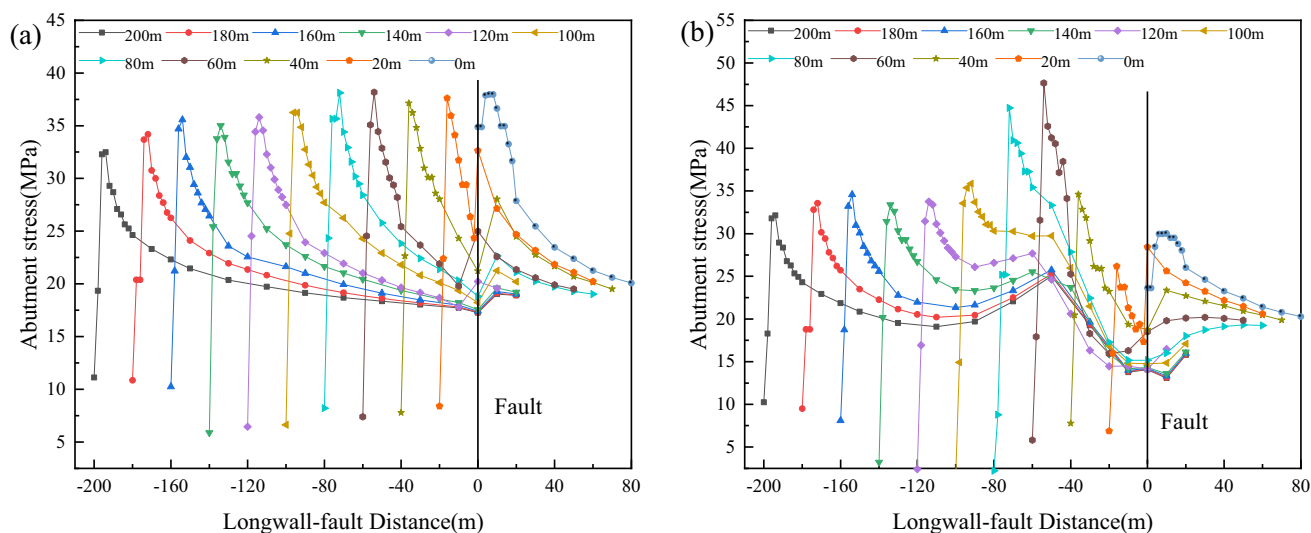 (a)
200m 180m 160m 140m 120m 100m
80m 60m 40m 20m 0m
45
40
35
30
25
20
15
10
5
Abutment stress(MPa)
Fault
-200 -160 -120 -80 -40 0 40 80
Longwall-fault Distance(m)
(b)
200m 180m 160m 140m 120m 100m
80m 60m 40m 20m 0m
55
50
45
40
35
30
25
20
15
10
5
Abutment stress(MPa)
Fault
-200 -160 -120 -80 -40 0 40 80
Longwall-fault Distance(m)